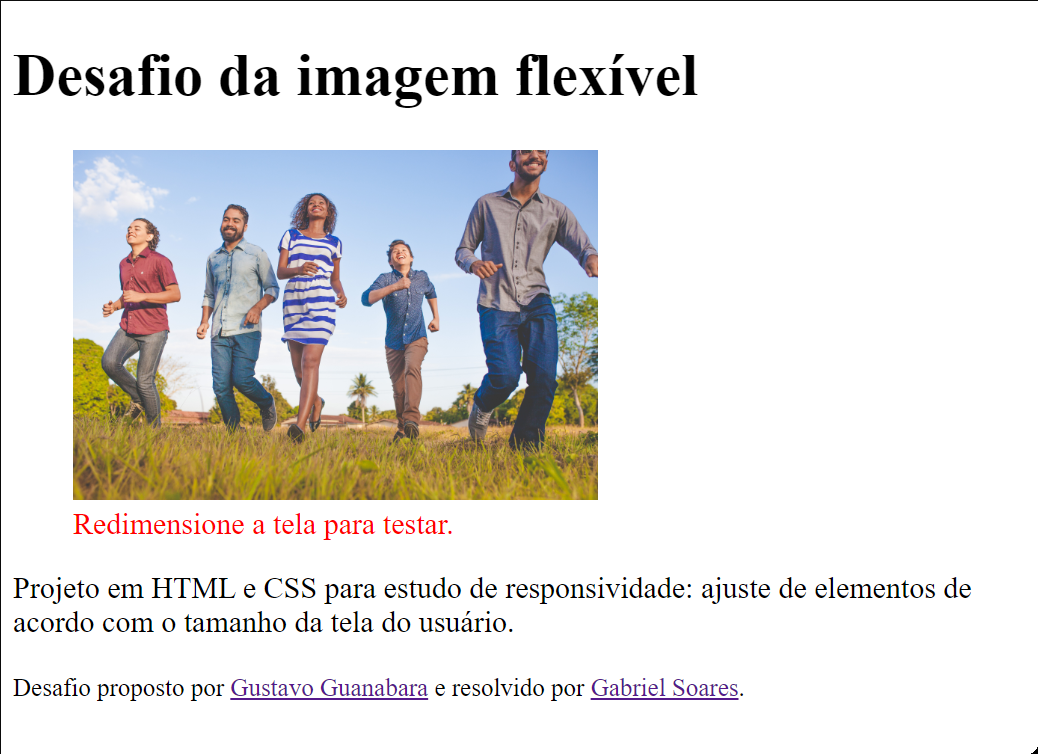 Desafio da imagem flexível
Redimensione a tela para testar.
Projeto em HTML e CSS para estudo de responsividade: ajuste de elementos de
acordo com o tamanho da tela do usuário.
Desafio proposto por Gustavo Guanabara e resolvido por Gabriel Soares.